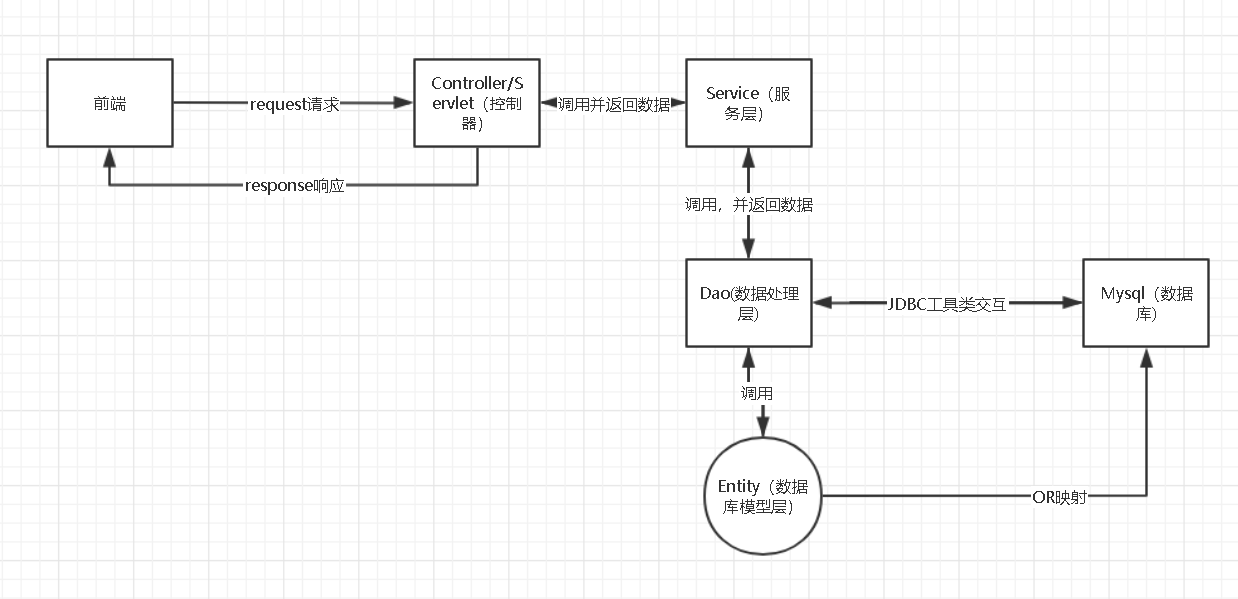 前端
request请求
Controller/S
ervlet（控制
器）
调用并返回数据
Service（服
务层）
response响应
调用，并返回数据
Dao(数据处理
层）
JDBC工具类交互
Mysql（数据
库）
调用
Entity（数据
库模型层）
OR映射